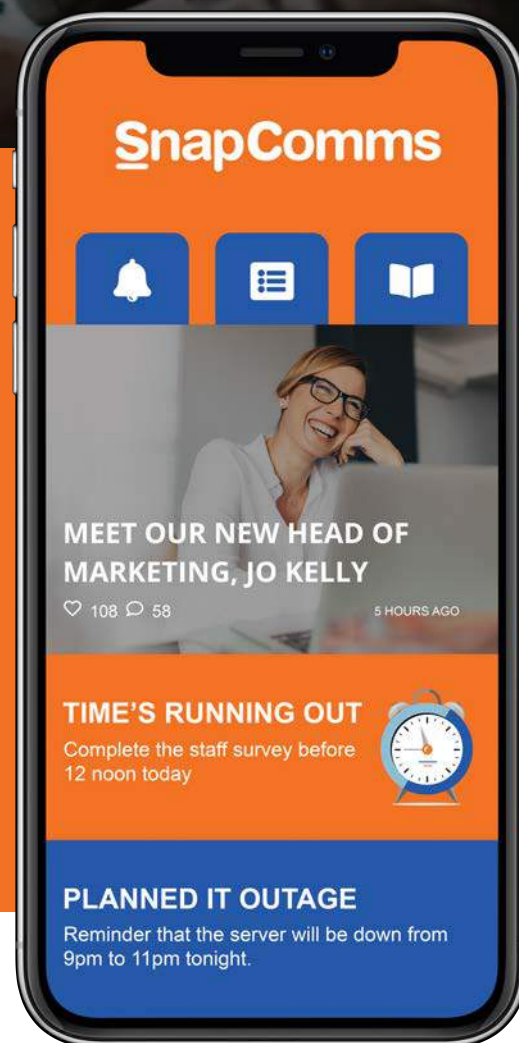 SnapComms
MEET OUR NEW HEAD OF
MARKETING, JO KELLY
108 58
5 HOURS AGO
TIME’S RUNNING OUT
Complete the staff survey before
12 noon today
PLANNED IT OUTAGE
Reminder that the server will be down from
9pm to 11pm tonight.